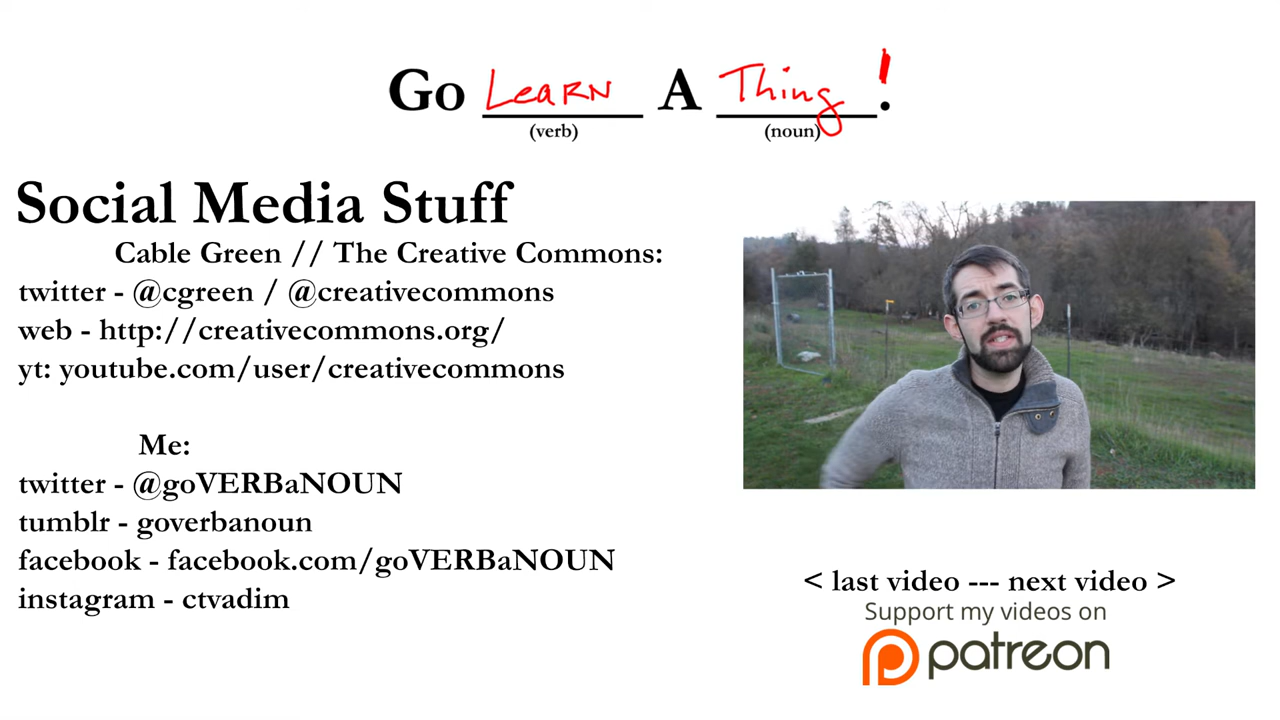 Go Learn A Thing!
(verb) (noun)
Social Media Stuff
Cable Green // The Creative Commons:
twitter - @cgreen / @creativecommons
web - http://creativecommons.org/
yt: youtube.com/user/creativecommons
Me:
twitter - @goVERBaNOUN
tumblr - goverbanoun
facebook - facebook.com/goVERBaNOUN
instagram - ctvadim
< last video --- next video >
Support my videos on
patreon